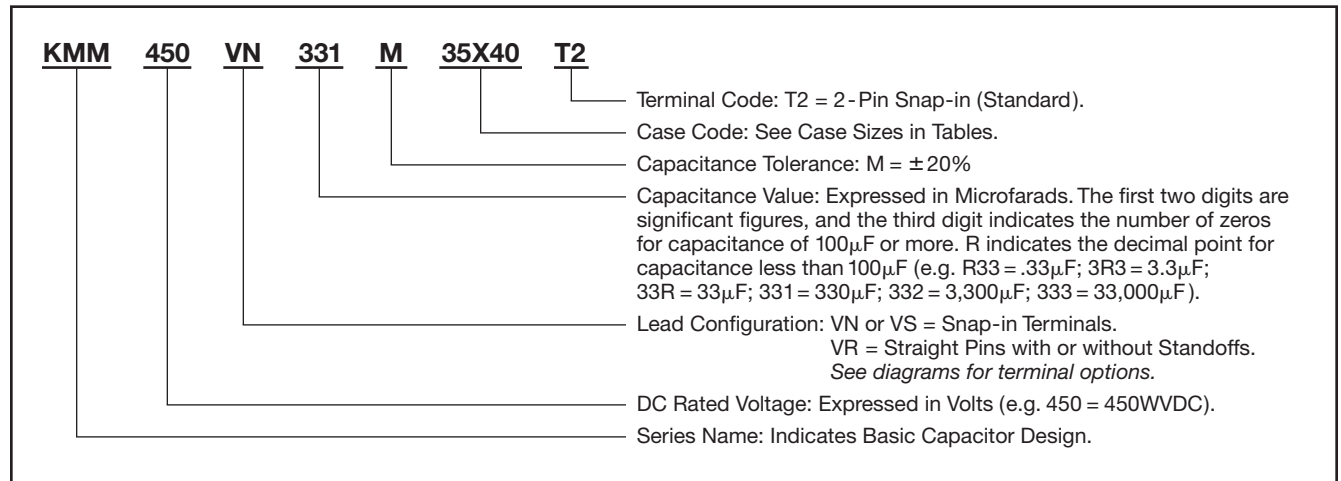 KMM 450 VN 331 M 35X40 T2
Terminal Code: T2 = 2-Pin Snap-in (Standard).
Case Code: See Case Sizes in Tables.
Capacitance Tolerance: M = ±20%
Capacitance Value: Expressed in Microfarads. The first two digits are
significant figures, and the third digit indicates the number of zeros
for capacitance of 100µF or more. R indicates the decimal point for
capacitance less than 100µF (e.g. R33 = .33µF; 3R3 = 3.3µF;
33R = 33µF; 331 = 330µF; 332 = 3,300µF; 333 = 33,000µF).
Lead Configuration: VN or VS = Snap-in Terminals.
VR = Straight Pins with or without Standoffs.
See diagrams for terminal options.
DC Rated Voltage: Expressed in Volts (e.g. 450 = 450WVDC).
Series Name: Indicates Basic Capacitor Design.